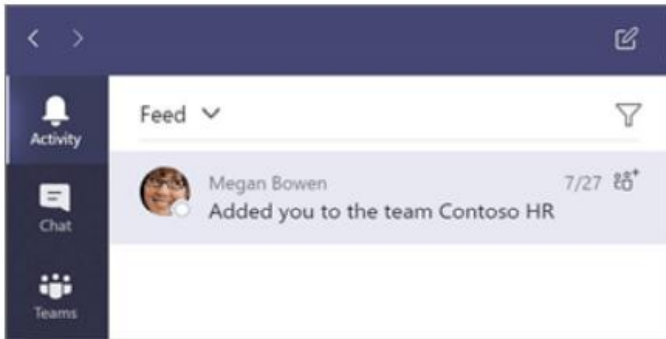 Activity
Feed
Megan Bowen 7/27
Added you to the team Contoso HR
Chat
Teams